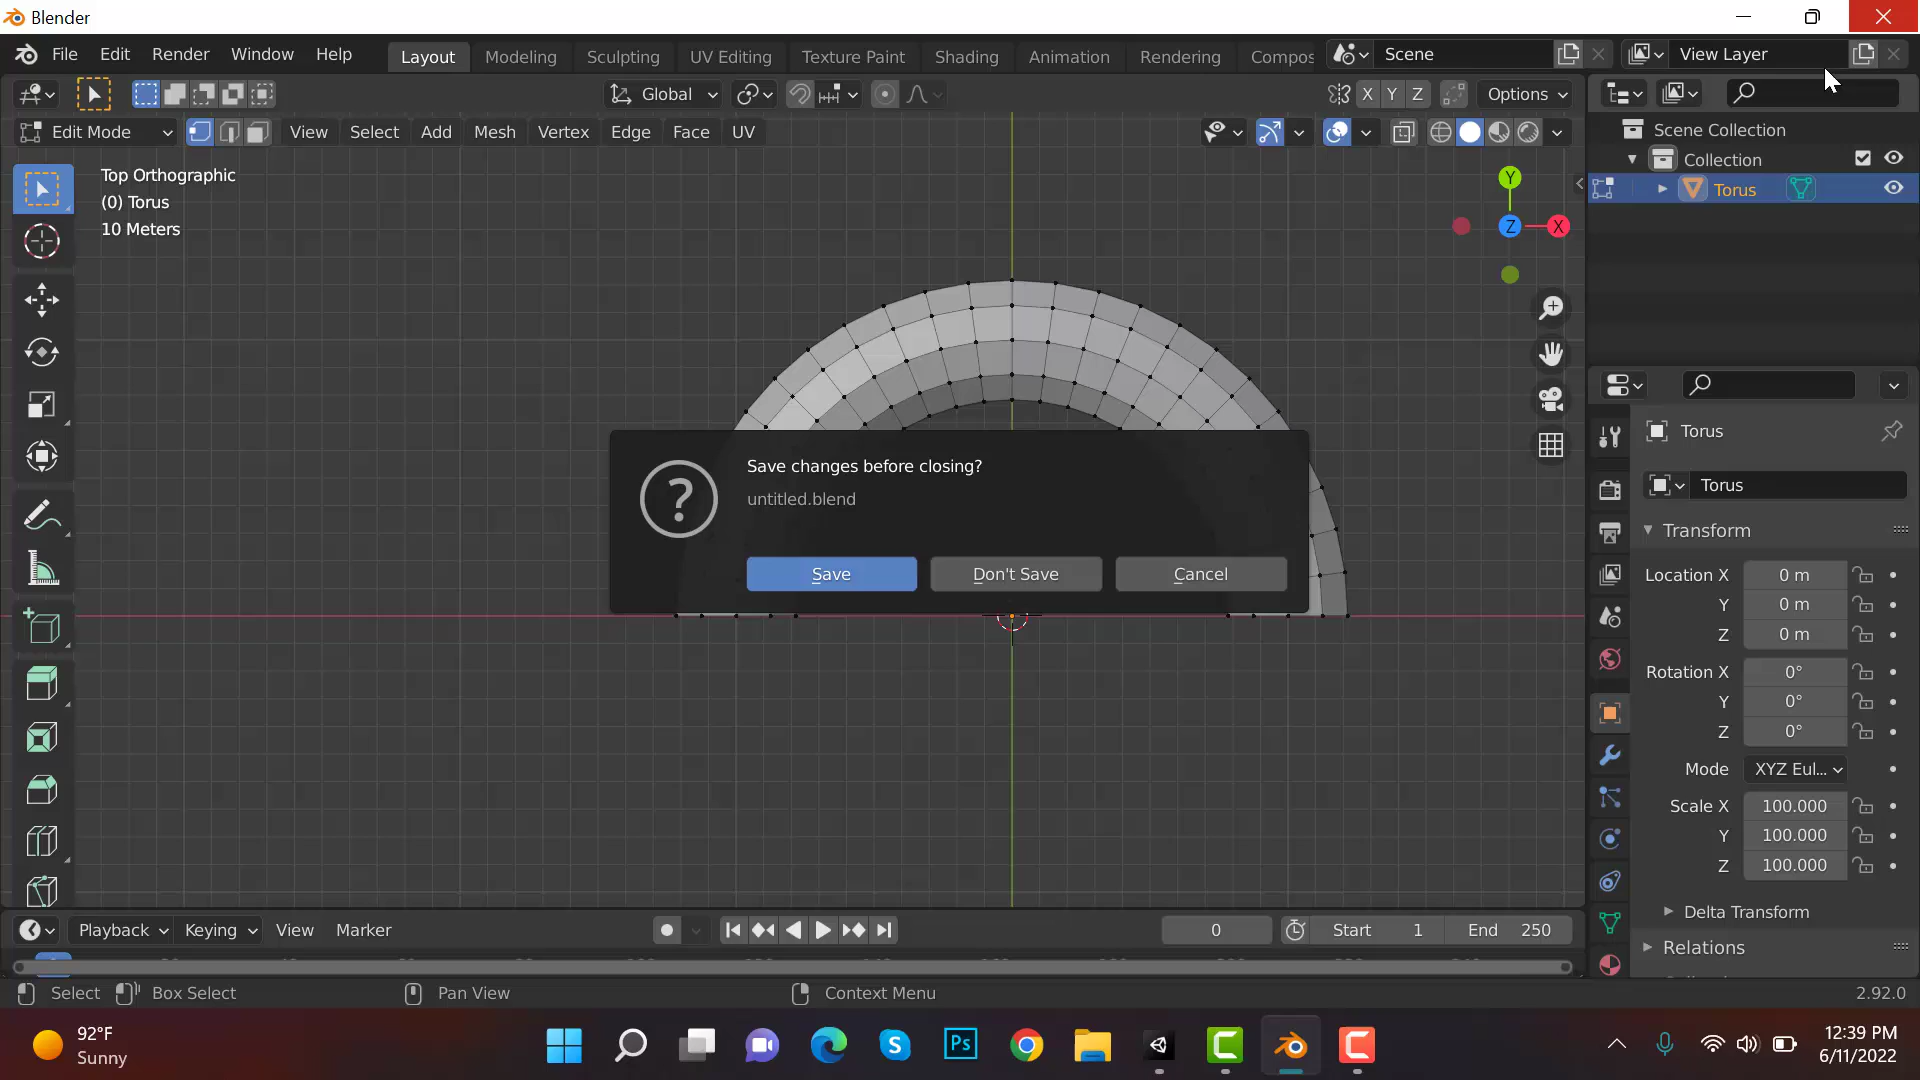 Blender
File Edit Render Window Help Layout Modeling Sculpting UV Editing Texture Paint Shading Animation Rendering Compos Scene View Layer
Global X Y Z Options
Edit Mode View Select Add Mesh Vertex Edge Face UV
Scene Collection
Collection
Torus
Top Orthographic
(0) Torus
10 Meters
Y
Z X
Save changes before closing?
untitled.blend
Save Don't Save Cancel
Torus
Torus
Transform
Location X 0 m
Y 0 m
Z 0 m
Rotation X 0°
Y 0°
Z 0°
Mode XYZ Eul...
Scale X 100.000
Y 100.000
Z 100.000
Delta Transform
Relations
Playback Keying View Marker 0 Start 1 End 250
Select Box Select Pan View Context Menu 2.92.0
92°F
Sunny
Ps
12:39 PM
6/11/2022